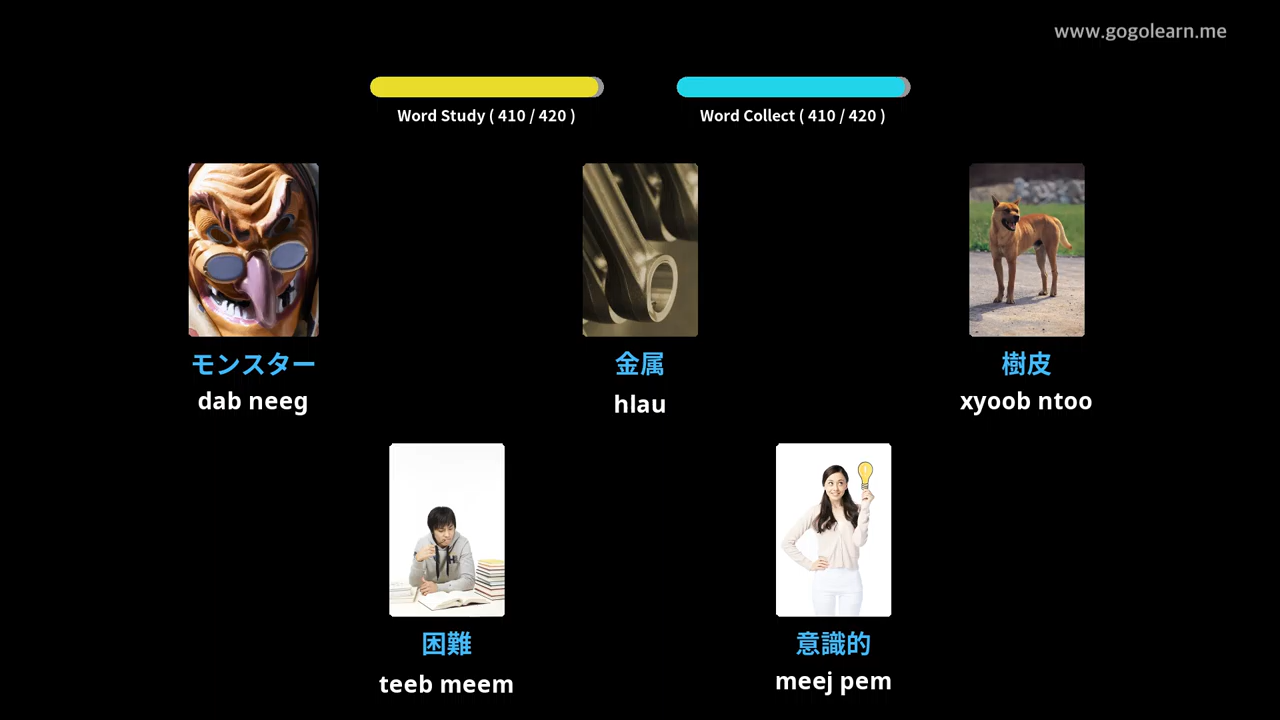 www.gogolearn.me
Word Study ( 410 / 420 )
Word Collect ( 410 / 420 )
モンスター
dab neeg
金属
hlau
樹皮
xyoob ntoo
困難
teeb meem
意識的
meej pem